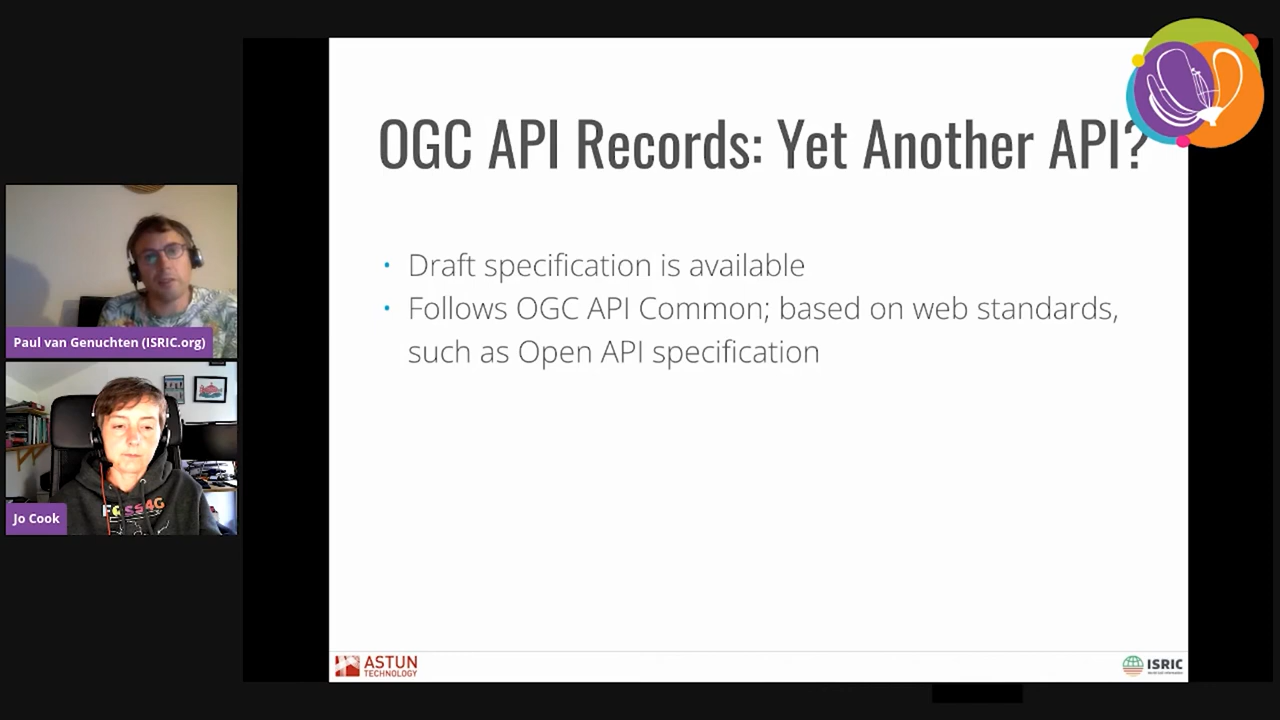 OGC API Records: Yet Another API?
• Draft specification is available
• Follows OGC API Common; based on web standards,
such as Open API specification
Paul van Genuchten (ISRIC.org)
FOSS4G
Jo Cook
ASTUN
TECHNOLOGY
ISRIC